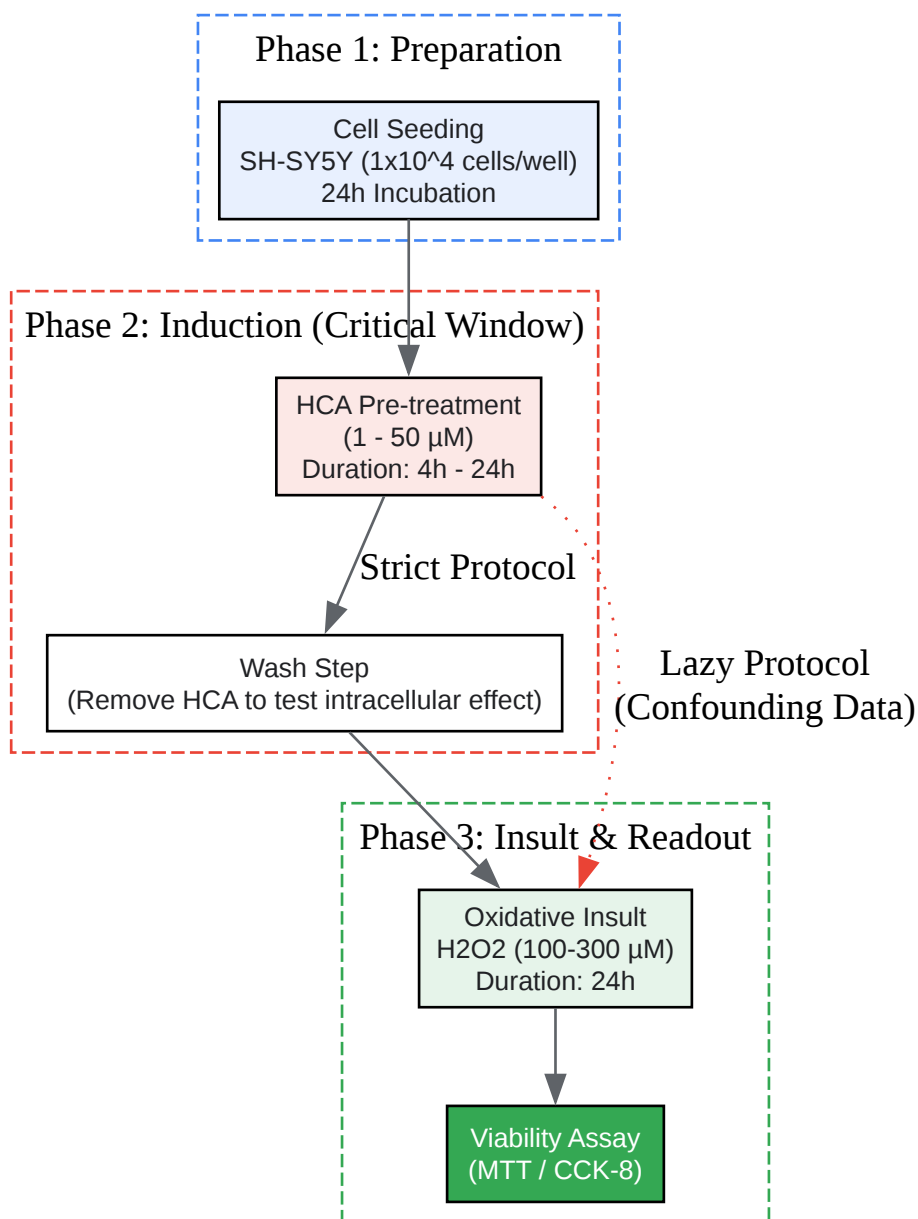 Phase 1: Preparation
Cell Seeding
SH-SY5Y (1x10^4 cells/well)
24h Incubation
Phase 2: Induction (Critical Window)
HCA Pre-treatment
(1 - 50 µM)
Duration: 4h - 24h
Strict Protocol
Wash Step
(Remove HCA to test intracellular effect)
Lazy Protocol
(Confounding Data)
Phase 3: Insult & Readout
Oxidative Insult
H2O2 (100-300 µM)
Duration: 24h
Viability Assay
(MTT / CCK-8)